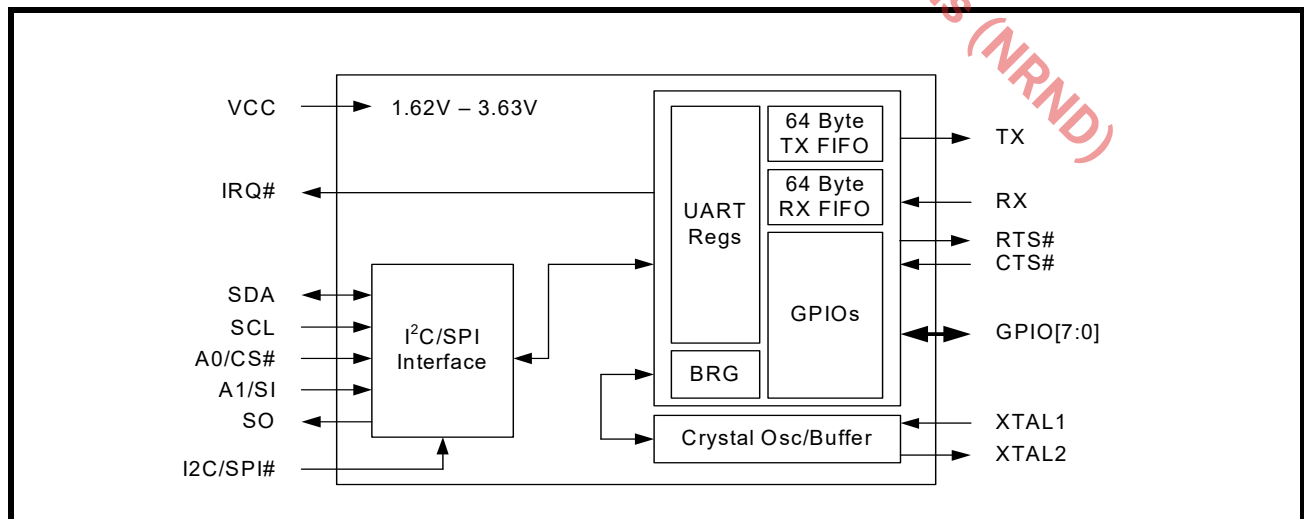 ns (NRND)
VCC
1.62V – 3.63V
IRQ#
SDA
SCL
A0/CS#
A1/SI
SO
I2C/SPI#
I²C/SPI
Interface
UART
Regs
BRG
64 Byte
TX FIFO
64 Byte
RX FIFO
GPIOs
Crystal Osc/Buffer
TX
RX
RTS#
CTS#
GPIO[7:0]
XTAL1
XTAL2